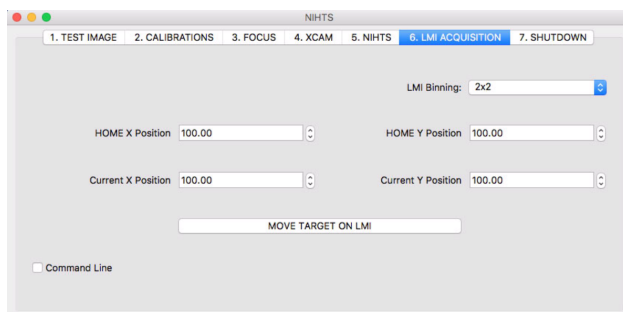 NIHTS
1. TEST IMAGE 2. CALIBRATIONS 3. FOCUS 4. XCAM 5. NIHTS 6. LMI ACQUISITION 7. SHUTDOWN
LMI Binning: 2x2
HOME X Position 100.00 HOME Y Position 100.00
Current X Position 100.00 Current Y Position 100.00
MOVE TARGET ON LMI
Command Line